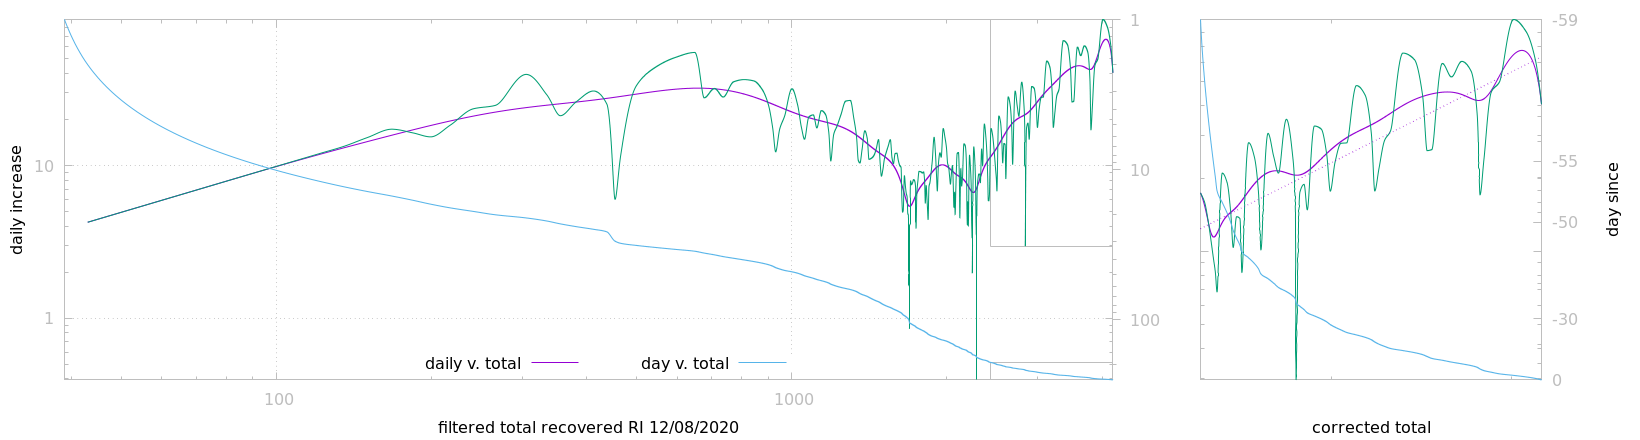 1
-59
daily increase
10
10
-55
-50
day since
1
100
-30
daily v. total
day v. total
0
100
1000
filtered total recovered RI 12/08/2020
corrected total